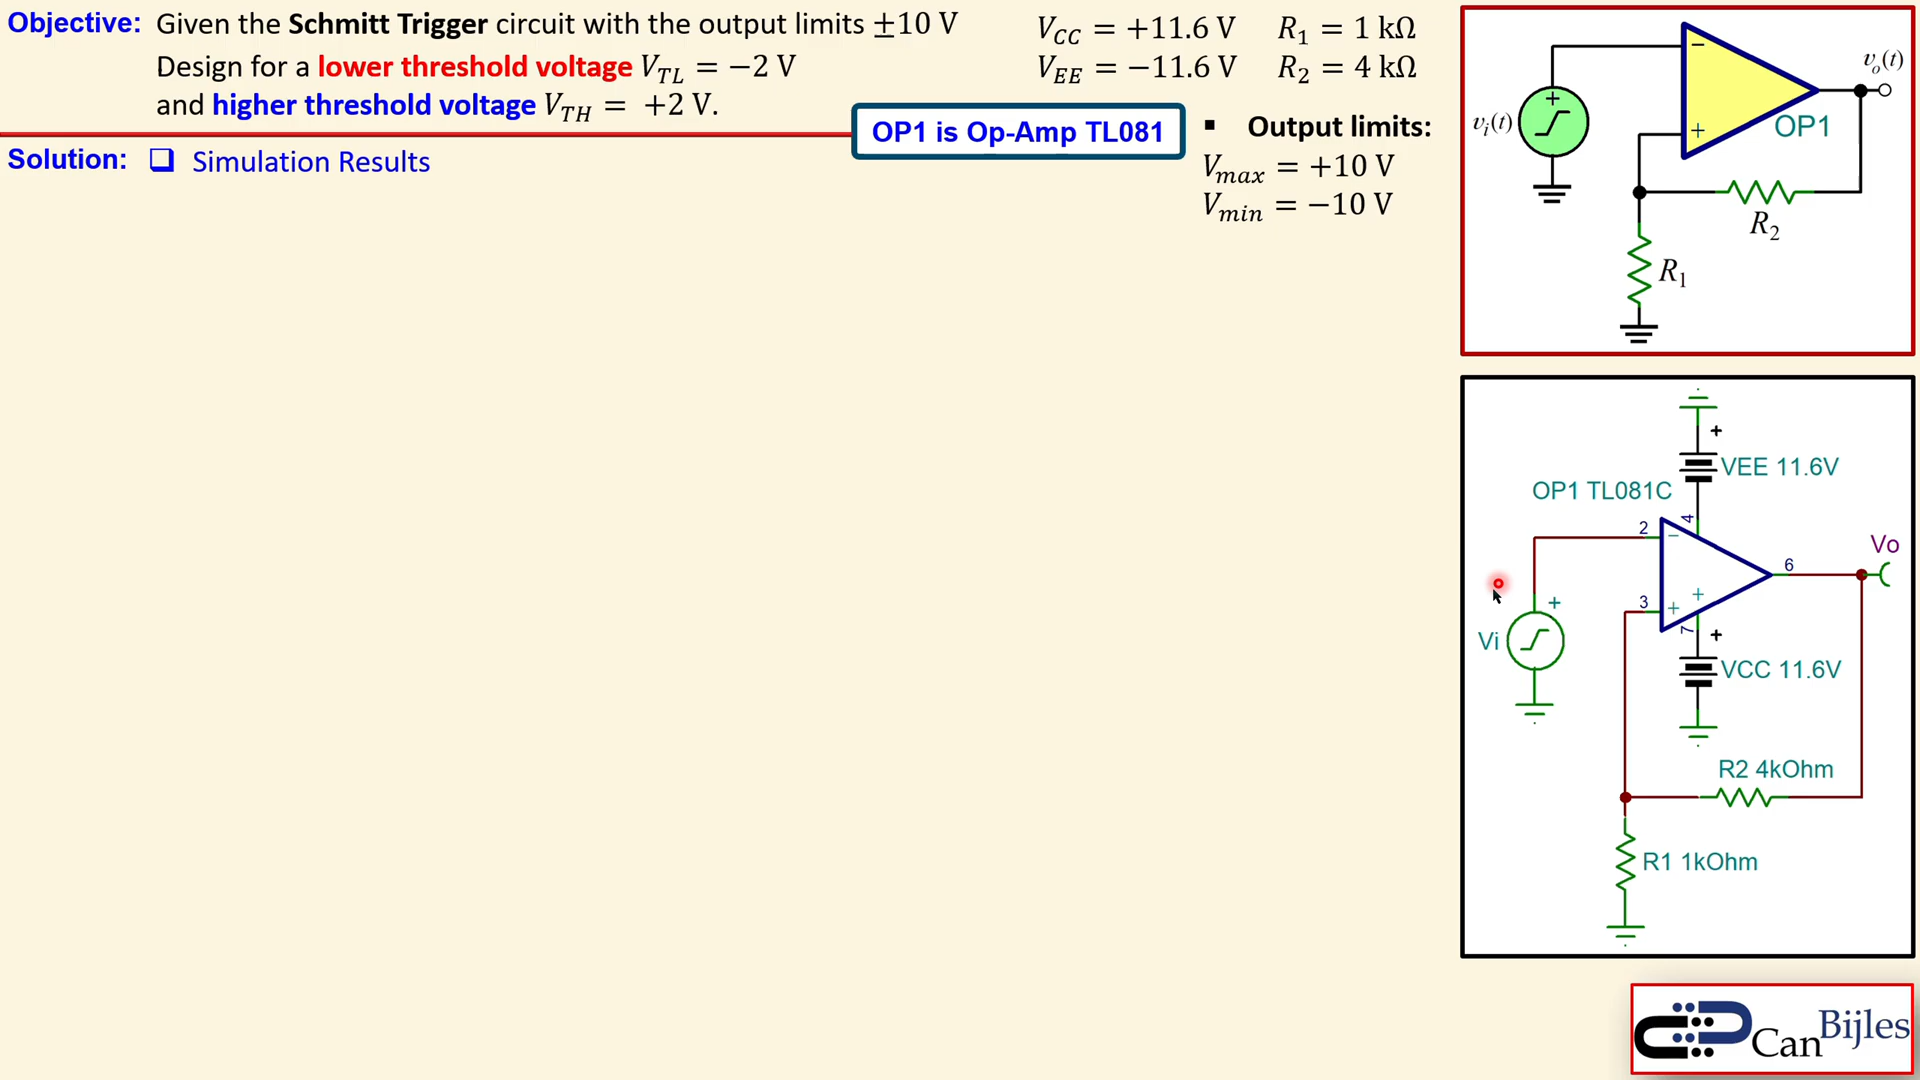 Objective: Given the Schmitt Trigger circuit with the output limits ±10 V
Design for a lower threshold voltage V_TL = −2 V
and higher threshold voltage V_TH = +2 V.
V_CC = +11.6 V R_1 = 1 kΩ
V_EE = −11.6 V R_2 = 4 kΩ
OP1 is Op-Amp TL081
▪ Output limits:
V_max = +10 V
V_min = −10 V
Solution: ❑ Simulation Results
v_i(t)
+
−
+
OP1
v_o(t)
R_2
R_1
+
VEE 11.6V
OP1 TL081C
4
2
−
Vo
6
3
+
+
+
Vi
7
+
VCC 11.6V
R2 4kOhm
R1 1kOhm
CanBijles